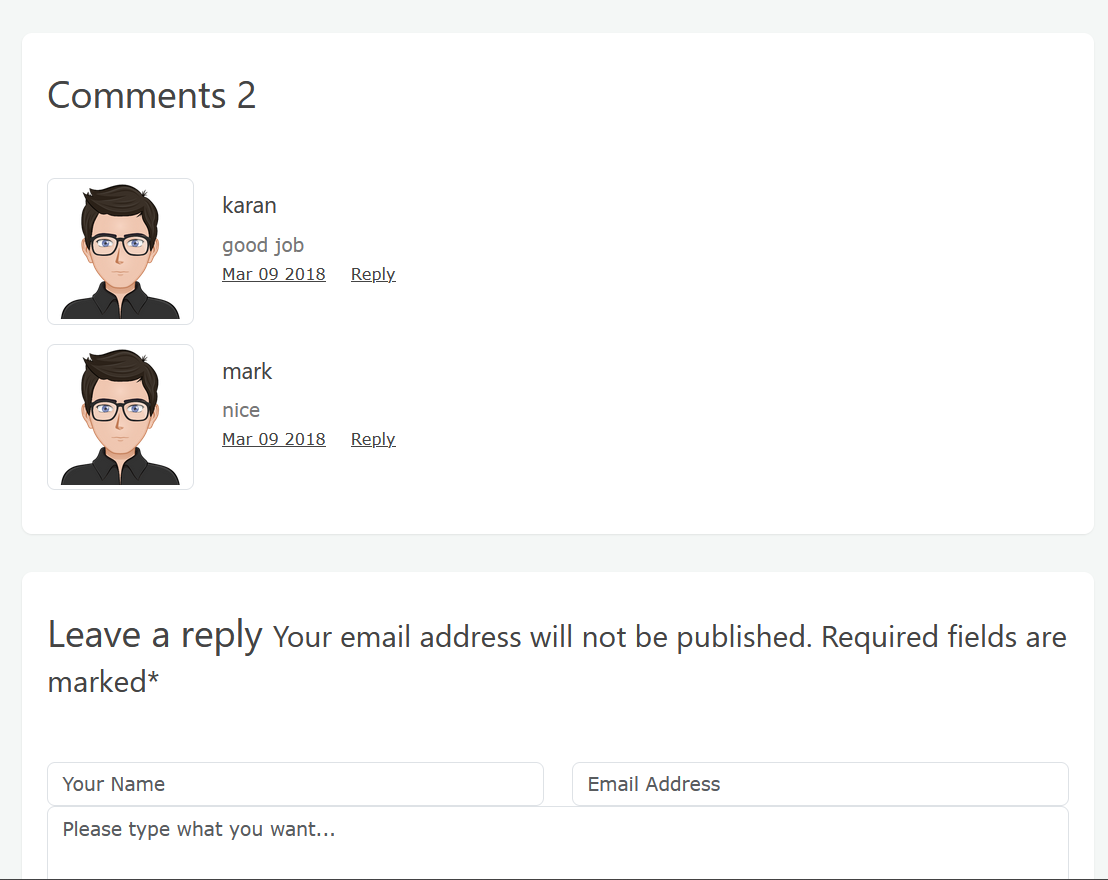 Comments 2
karan
good job
Mar 09 2018 Reply
mark
nice
Mar 09 2018 Reply
Leave a reply Your email address will not be published. Required fields are
marked*
Your Name Email Address
Please type what you want...